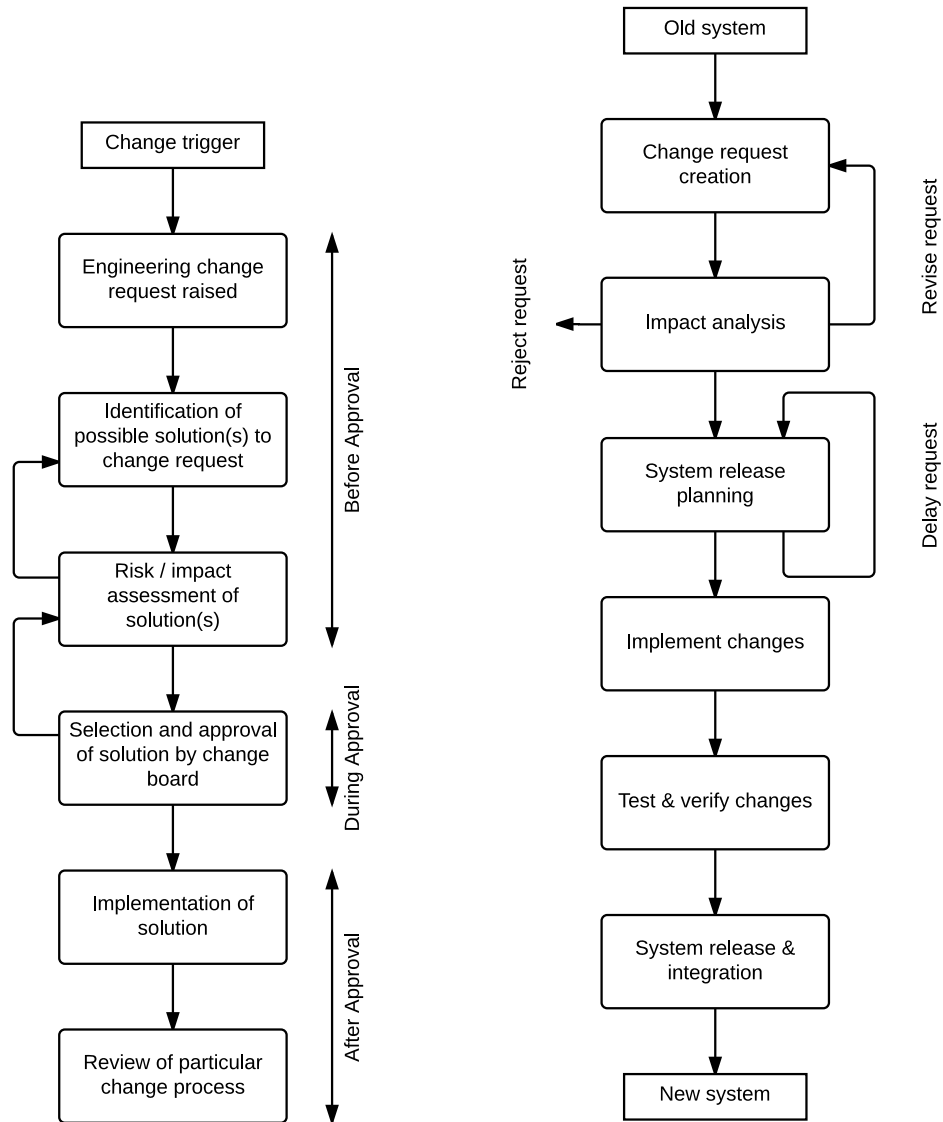 Change trigger
Engineering change
request raised
Identification of
possible solution(s) to
change request
Risk / impact
assessment of
solution(s)
Selection and approval
of solution by change
board
Implementation of
solution
Review of particular
change process
Before Approval
During Approval
After Approval
Old system
Change request
creation
Impact analysis
Reject request
Revise request
System release
planning
Delay request
Implement changes
Test & verify changes
System release &
integration
New system